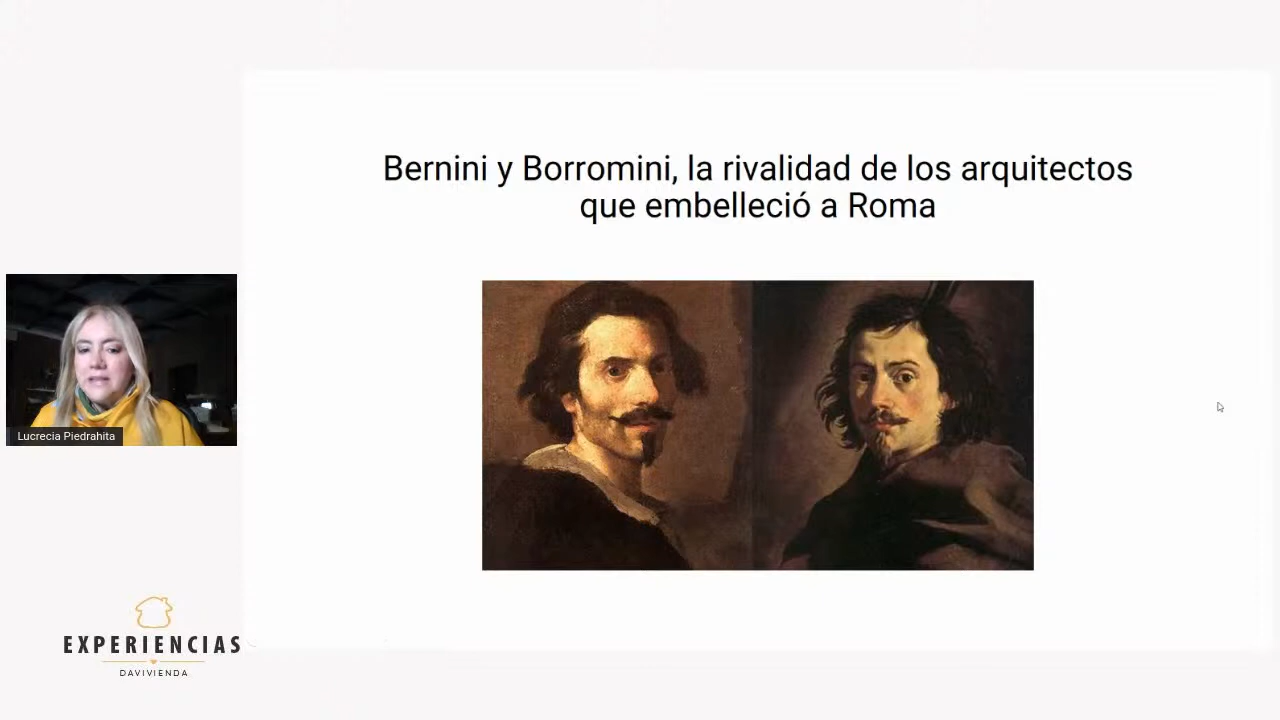 Bernini y Borromini, la rivalidad de los arquitectos
que embelleció a Roma
Lucrecia Piedrahita
EXPERIENCIAS
DAVIVIENDA